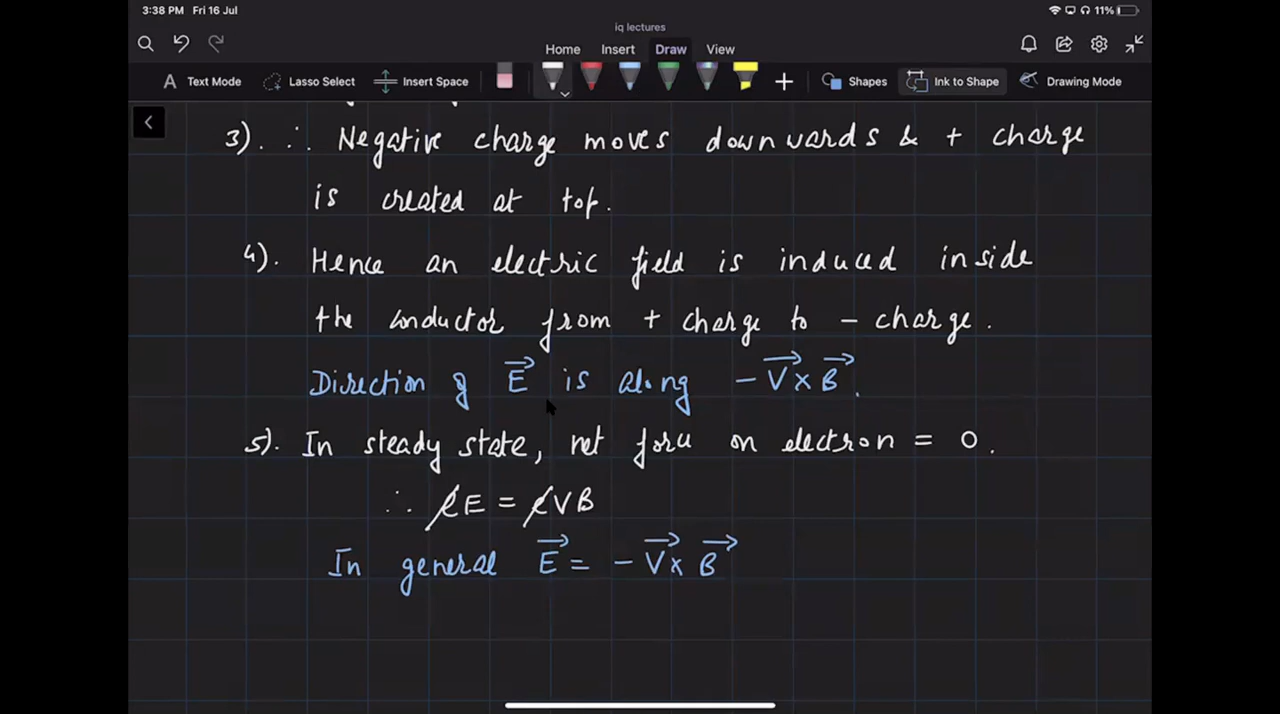 3:38 PM Fri 16 Jul
11%
iq lectures
Home Insert Draw View
Text Mode Lasso Select Insert Space Shapes Ink to Shape Drawing Mode
3). ∴ Negative charge moves downwards & + charge
is created at top.
4). Hence an electric field is induced inside
the conductor from + charge to - charge.
Direction of E⃗ is along - V⃗ × B⃗.
5). In steady state, net force on electron = 0.
∴ eE = eVB
In general E⃗ = - V⃗ × B⃗